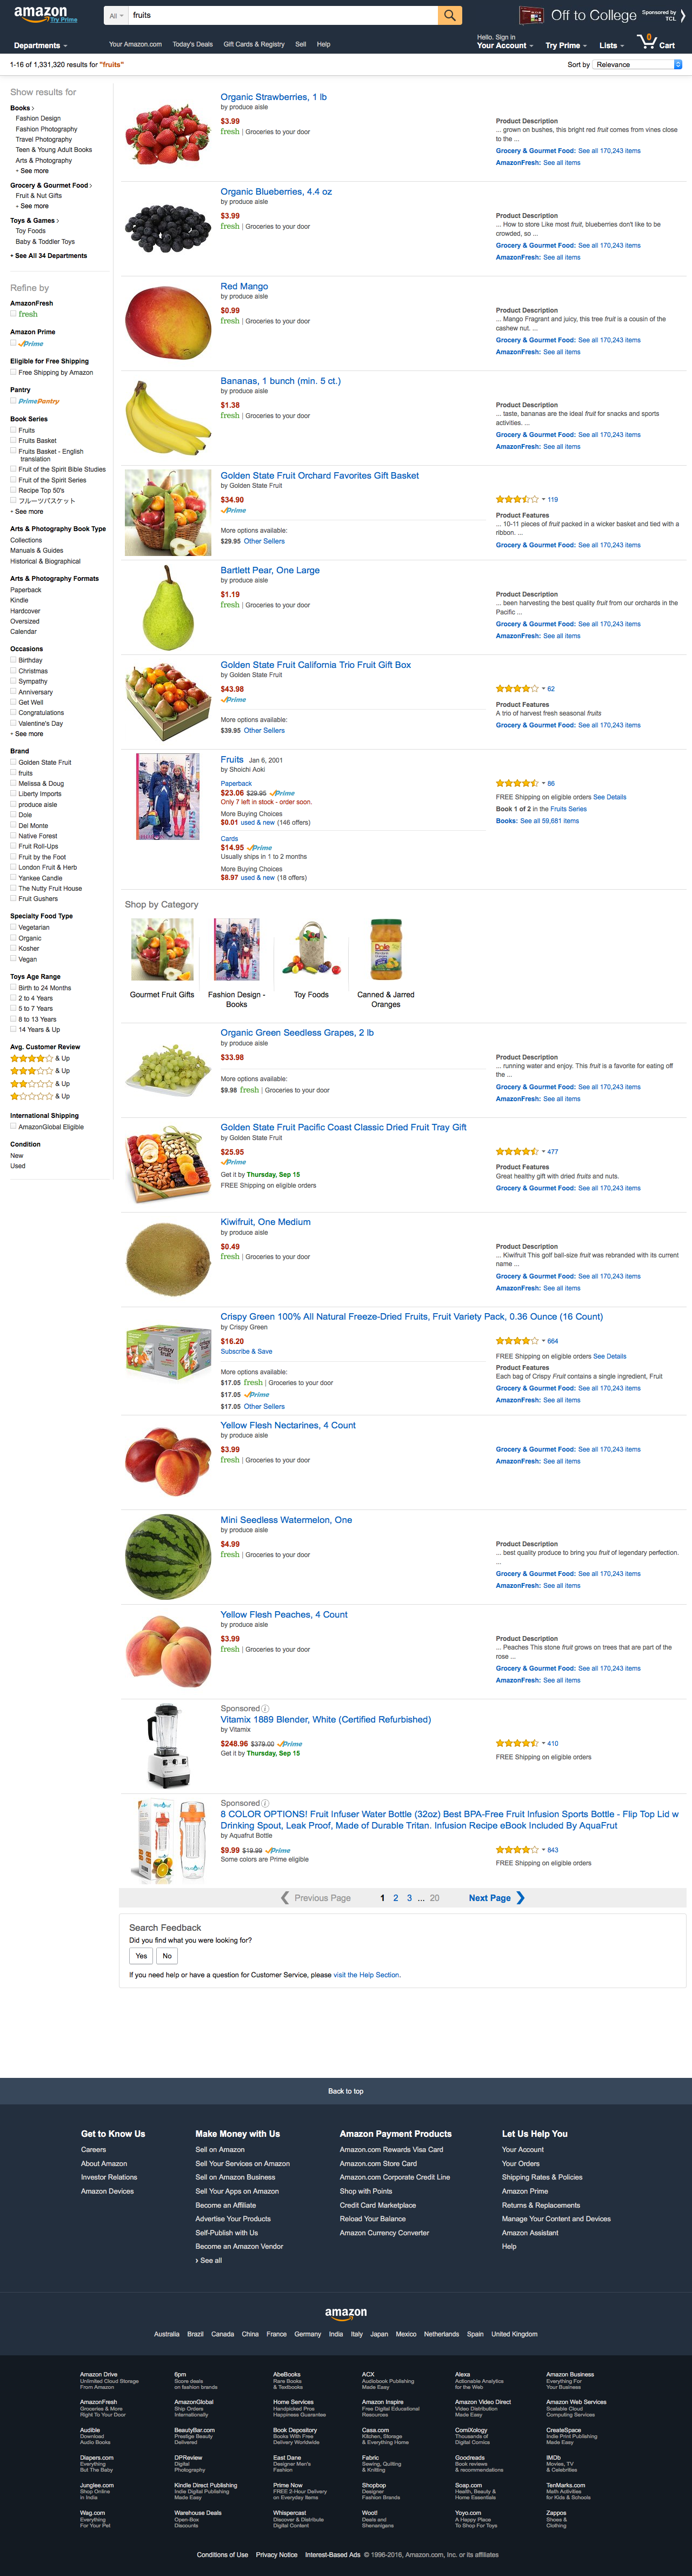 amazon
Try Prime
All
fruits
Off to College
Sponsored by
TCL
Departments
Your Amazon.com
Today's Deals
Gift Cards & Registry
Sell
Help
Hello. Sign in
Your Account
Try Prime
Lists
0
Cart
1-16 of 1,331,320 results for "fruits"
Sort by
Relevance
Show results for
Books
Fashion Design
Fashion Photography
Travel Photography
Teen & Young Adult Books
Arts & Photography
+ See more
Grocery & Gourmet Food
Fruit & Nut Gifts
+ See more
Toys & Games
Toy Foods
Baby & Toddler Toys
+ See All 34 Departments
Refine by
AmazonFresh
fresh
Amazon Prime
Prime
Eligible for Free Shipping
Free Shipping by Amazon
Pantry
PrimePantry
Book Series
Fruits
Fruits Basket
Fruits Basket - English
translation
Fruit of the Spirit Bible Studies
Fruit of the Spirit Series
Recipe Top 50's
フルーツバスケット
+ See more
Arts & Photography Book Type
Collections
Manuals & Guides
Historical & Biographical
Arts & Photography Formats
Paperback
Kindle
Hardcover
Oversized
Calendar
Occasions
Birthday
Christmas
Sympathy
Anniversary
Get Well
Congratulations
Valentine's Day
+ See more
Brand
Golden State Fruit
fruits
Melissa & Doug
Liberty Imports
produce aisle
Dole
Del Monte
Native Forest
Fruit Roll-Ups
Fruit by the Foot
London Fruit & Herb
Yankee Candle
The Nutty Fruit House
Fruit Gushers
Specialty Food Type
Vegetarian
Organic
Kosher
Vegan
Toys Age Range
Birth to 24 Months
2 to 4 Years
5 to 7 Years
8 to 13 Years
14 Years & Up
Avg. Customer Review
& Up
& Up
& Up
& Up
International Shipping
AmazonGlobal Eligible
Condition
New
Used
Organic Strawberries, 1 lb
by produce aisle
$3.99
fresh | Groceries to your door
Product Description
... grown on bushes, this bright red fruit comes from vines close
to the ...
Grocery & Gourmet Food: See all 170,243 items
AmazonFresh: See all items
Organic Blueberries, 4.4 oz
by produce aisle
$3.99
fresh | Groceries to your door
Product Description
... How to store Like most fruit, blueberries don't like to be
crowded, so ...
Grocery & Gourmet Food: See all 170,243 items
AmazonFresh: See all items
Red Mango
by produce aisle
$0.99
fresh | Groceries to your door
Product Description
... Mango Fragrant and juicy, this tree fruit is a cousin of the
cashew nut. ...
Grocery & Gourmet Food: See all 170,243 items
AmazonFresh: See all items
Bananas, 1 bunch (min. 5 ct.)
by produce aisle
$1.38
fresh | Groceries to your door
Product Description
... taste, bananas are the ideal fruit for snacks and sports
activities. ...
Grocery & Gourmet Food: See all 170,243 items
AmazonFresh: See all items
Golden State Fruit Orchard Favorites Gift Basket
by Golden State Fruit
$34.90
Prime
More options available:
$29.95 Other Sellers
119
Product Features
... 10-11 pieces of fruit packed in a wicker basket and tied with a
ribbon. ...
Grocery & Gourmet Food: See all 170,243 items
Bartlett Pear, One Large
by produce aisle
$1.19
fresh | Groceries to your door
Product Description
... been harvesting the best quality fruit from our orchards in the
Pacific ...
Grocery & Gourmet Food: See all 170,243 items
AmazonFresh: See all items
Golden State Fruit California Trio Fruit Gift Box
by Golden State Fruit
$43.98
Prime
More options available:
$39.95 Other Sellers
62
Product Features
A trio of harvest fresh seasonal fruits
Grocery & Gourmet Food: See all 170,243 items
Fruits Jan 6, 2001
by Shoichi Aoki
Paperback
$23.06 $29.95 Prime
Only 7 left in stock - order soon.
More Buying Choices
$0.01 used & new (146 offers)
Cards
$14.95 Prime
Usually ships in 1 to 2 months
More Buying Choices
$8.97 used & new (18 offers)
86
FREE Shipping on eligible orders See Details
Book 1 of 2 in the Fruits Series
Books: See all 59,681 items
Shop by Category
Dole
Gourmet Fruit Gifts
Fashion Design -
Books
Toy Foods
Canned & Jarred
Oranges
Organic Green Seedless Grapes, 2 lb
by produce aisle
$33.98
More options available:
$9.98 fresh | Groceries to your door
Product Description
... running water and enjoy. This fruit is a favorite for eating off
the ...
Grocery & Gourmet Food: See all 170,243 items
AmazonFresh: See all items
Golden State Fruit Pacific Coast Classic Dried Fruit Tray Gift
by Golden State Fruit
$25.95
Prime
Get it by Thursday, Sep 15
FREE Shipping on eligible orders
477
Product Features
Great healthy gift with dried fruits and nuts.
Grocery & Gourmet Food: See all 170,243 items
Kiwifruit, One Medium
by produce aisle
$0.49
fresh | Groceries to your door
Product Description
... Kiwifruit This golf ball-size fruit was rebranded with its current
name ...
Grocery & Gourmet Food: See all 170,243 items
AmazonFresh: See all items
Crispy Green 100% All Natural Freeze-Dried Fruits, Fruit Variety Pack, 0.36 Ounce (16 Count)
by Crispy Green
$16.20
Subscribe & Save
More options available:
$17.05 fresh | Groceries to your door
$17.05 Prime
$17.05 Other Sellers
664
FREE Shipping on eligible orders See Details
Product Features
Each bag of Crispy Fruit contains a single ingredient, Fruit
Grocery & Gourmet Food: See all 170,243 items
AmazonFresh: See all items
Yellow Flesh Nectarines, 4 Count
by produce aisle
$3.99
fresh | Groceries to your door
Grocery & Gourmet Food: See all 170,243 items
AmazonFresh: See all items
Mini Seedless Watermelon, One
by produce aisle
$4.99
fresh | Groceries to your door
Product Description
... best quality produce to bring you fruit of legendary perfection.
...
Grocery & Gourmet Food: See all 170,243 items
AmazonFresh: See all items
Yellow Flesh Peaches, 4 Count
by produce aisle
$3.99
fresh | Groceries to your door
Product Description
... Peaches This stone fruit grows on trees that are part of the
rose ...
Grocery & Gourmet Food: See all 170,243 items
AmazonFresh: See all items
Sponsored
Vitamix 1889 Blender, White (Certified Refurbished)
by Vitamix
$248.96 $379.00 Prime
Get it by Thursday, Sep 15
410
FREE Shipping on eligible orders
Sponsored
8 COLOR OPTIONS! Fruit Infuser Water Bottle (32oz) Best BPA-Free Fruit Infusion Sports Bottle - Flip Top Lid w
Drinking Spout, Leak Proof, Made of Durable Tritan. Infusion Recipe eBook Included By AquaFrut
by Aquafrut Bottle
$9.99 $19.99 Prime
Some colors are Prime eligible
843
FREE Shipping on eligible orders
Previous Page
1 2 3 ... 20
Next Page
Search Feedback
Did you find what you were looking for?
Yes
No
If you need help or have a question for Customer Service, please visit the Help Section.
Back to top
Get to Know Us
Careers
About Amazon
Investor Relations
Amazon Devices
Make Money with Us
Sell on Amazon
Sell Your Services on Amazon
Sell on Amazon Business
Sell Your Apps on Amazon
Become an Affiliate
Advertise Your Products
Self-Publish with Us
Become an Amazon Vendor
› See all
Amazon Payment Products
Amazon.com Rewards Visa Card
Amazon.com Store Card
Amazon.com Corporate Credit Line
Shop with Points
Credit Card Marketplace
Reload Your Balance
Amazon Currency Converter
Let Us Help You
Your Account
Your Orders
Shipping Rates & Policies
Amazon Prime
Returns & Replacements
Manage Your Content and Devices
Amazon Assistant
Help
amazon
Australia Brazil Canada China France Germany India Italy Japan Mexico Netherlands Spain United Kingdom
Amazon Drive
Unlimited Cloud Storage
From Amazon
6pm
Score deals
on fashion brands
AbeBooks
Rare Books
& Textbooks
ACX
Audiobook Publishing
Made Easy
Alexa
Actionable Analytics
for the Web
Amazon Business
Everything For
Your Business
AmazonFresh
Groceries & More
Right To Your Door
AmazonGlobal
Ship Orders
Internationally
Home Services
Handpicked Pros
Happiness Guarantee
Amazon Inspire
Free Digital Educational
Resources
Amazon Video Direct
Video Distribution
Made Easy
Amazon Web Services
Scalable Cloud
Computing Services
Audible
Download
Audio Books
BeautyBar.com
Prestige Beauty
Delivered
Book Depository
Books With Free
Delivery Worldwide
Casa.com
Kitchen, Storage
& Everything Home
ComiXology
Thousands of
Digital Comics
CreateSpace
Indie Print Publishing
Made Easy
Diapers.com
Everything
But The Baby
DPReview
Digital
Photography
East Dane
Designer Men's
Fashion
Fabric
Sewing, Quilting
& Knitting
Goodreads
Book reviews
& recommendations
IMDb
Movies, TV
& Celebrities
Junglee.com
Shop Online
in India
Kindle Direct Publishing
Indie Digital Publishing
Made Easy
Prime Now
FREE 2-Hour Delivery
on Everyday Items
Shopbop
Designer
Fashion Brands
Soap.com
Health, Beauty &
Home Essentials
TenMarks.com
Math Activities
for Kids & Schools
Wag.com
Everything
For Your Pet
Warehouse Deals
Open-Box
Discounts
Whispercast
Discover & Distribute
Digital Content
Woot!
Deals and
Shenanigans
Yoyo.com
A Happy Place
To Shop For Toys
Zappos
Shoes &
Clothing
Conditions of Use Privacy Notice Interest-Based Ads © 1996-2016, Amazon.com, Inc. or its affiliates